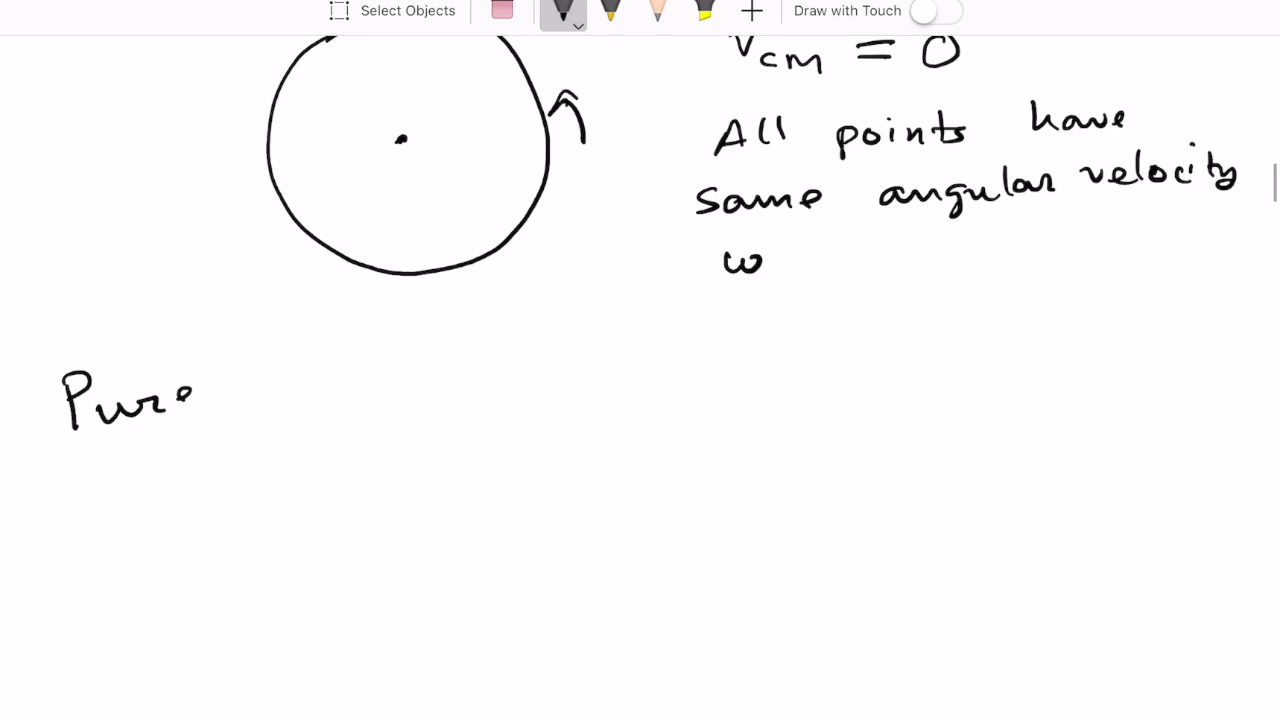 Select Objects
Draw with Touch
Vcm = 0
All points have
same angular velocity
ω
Pure